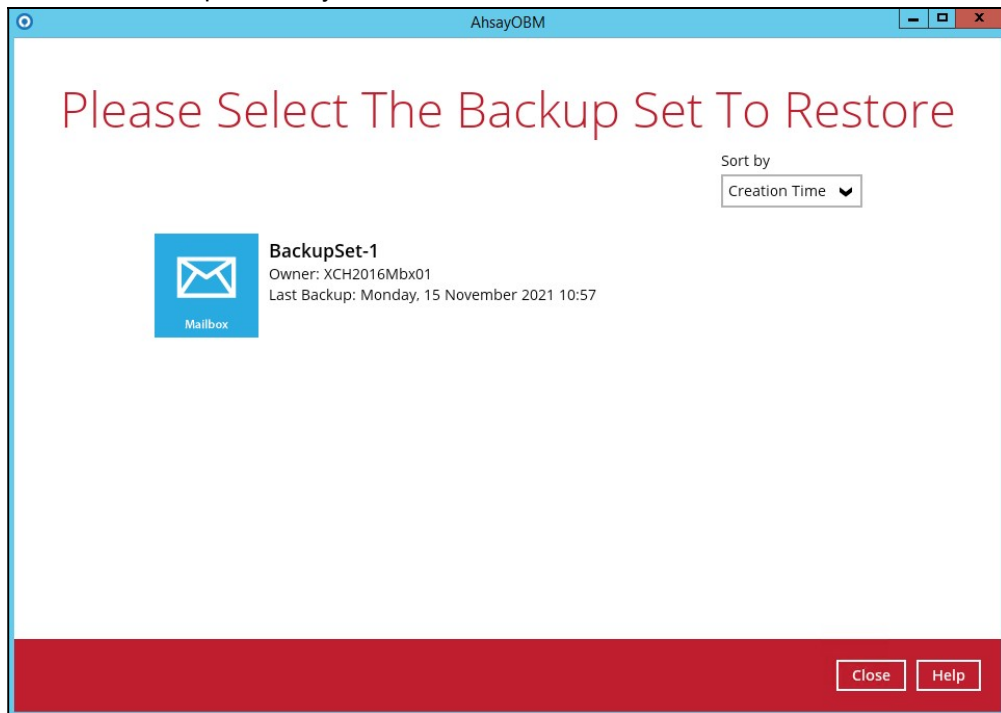 AhsayOBM
Please Select The Backup Set To Restore
Sort by
Creation Time
BackupSet-1
Owner: XCH2016Mbx01
Last Backup: Monday, 15 November 2021 10:57
Mailbox
Close
Help